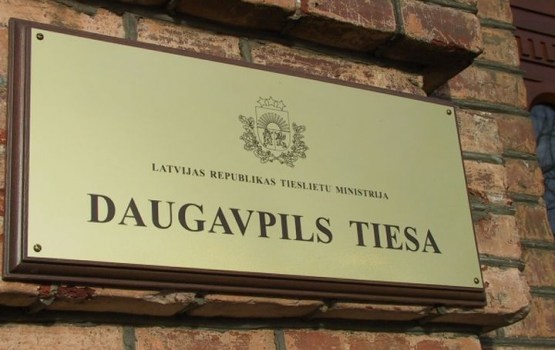 LATVIJAS REPUBLIKAS TIESLIETU MINISTRIJA
DAUGAVPILS TIESA